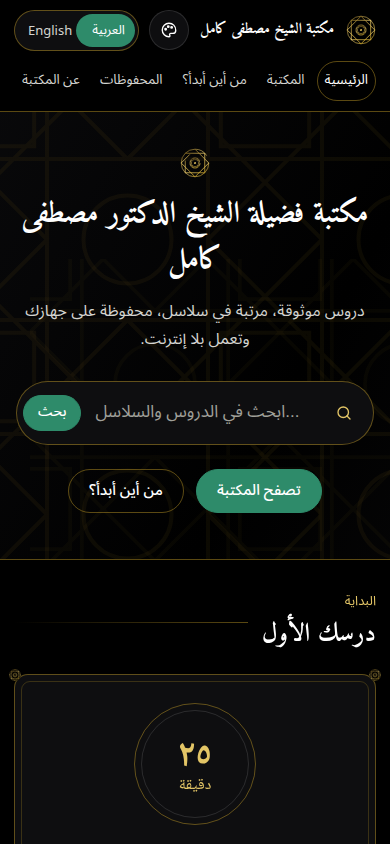 مكتبة الشيخ مصطفى كامل
العربية
English
الرئيسية
المكتبة
من أين أبدأ؟
المحفوظات
عن المكتبة
مكتبة فضيلة الشيخ الدكتور مصطفى
كامل
دروس موثوقة، مرتبة في سلاسل، محفوظة على جهازك
وتعمل بلا إنترنت.
ابحث في الدروس والسلاسل...
بحث
تصفح المكتبة
من أين أبدأ؟
البداية
درسك الأول
٢٥
دقيقة